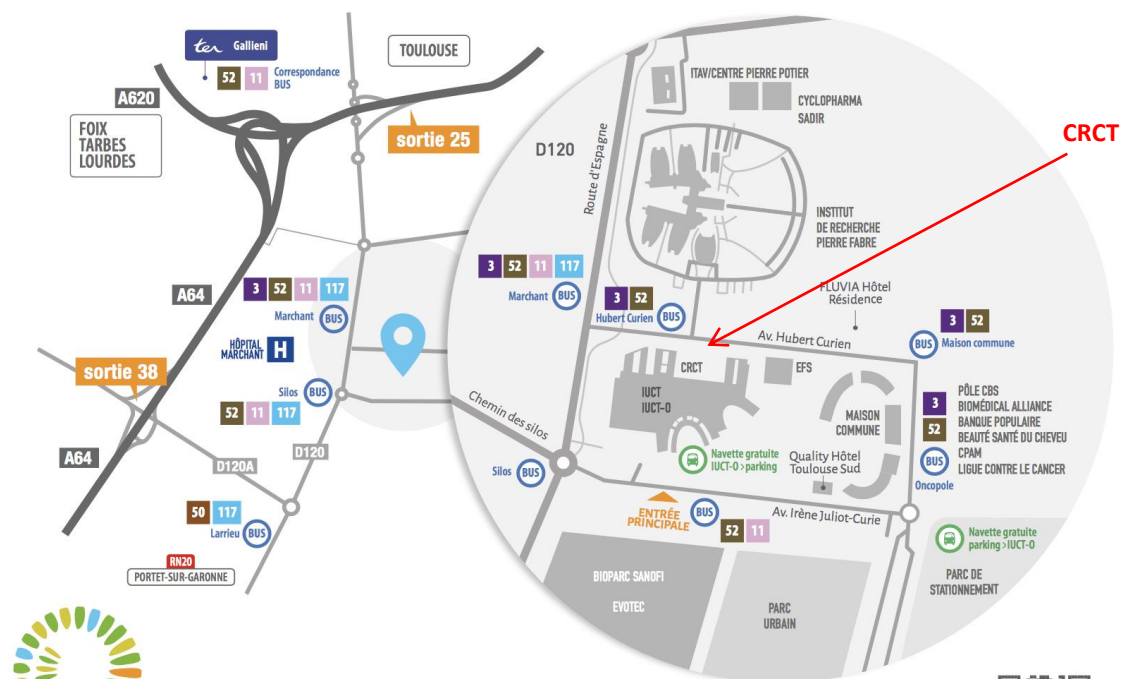 ter Gallieni
52 11 Correspondance
BUS
TOULOUSE
A620
FOIX
TARBES
LOURDES
sortie 25
A64
3 52 11 117
Marchant BUS
HÔPITAL
MARCHANT H
sortie 38
Silos BUS
52 11 117
A64
D120A
D120
50 117
Larrieu BUS
RN20
PORTET-SUR-GARONNE
ITAV/CENTRE PIERRE POTIER
CYCLOPHARMA
SADIR
CRCT
D120
Route d'Espagne
INSTITUT
DE RECHERCHE
PIERRE FABRE
3 52 11 117
Marchant BUS
FLUVIA Hôtel
Résidence
3 52
Hubert Curien BUS
Av. Hubert Curien
3 52
BUS Maison commune
CRCT
EFS
IUCT
IUCT-O
MAISON
COMMUNE
Chemin des silos
3
52
BUS
Oncopole
PÔLE CBS
BIOMÉDICAL ALLIANCE
BANQUE POPULAIRE
BEAUTÉ SANTÉ DU CHEVEU
CPAM
LIGUE CONTRE LE CANCER
Silos BUS
Navette gratuite
IUCT-O > parking
Quality Hôtel
Toulouse Sud
ENTRÉE
PRINCIPALE
BUS
52 11
Av. Irène Juliot-Curie
Navette gratuite
parking > IUCT-O
BIOPARC SANOFI
EVOTEC
PARC
URBAIN
PARC DE
STATIONNEMENT